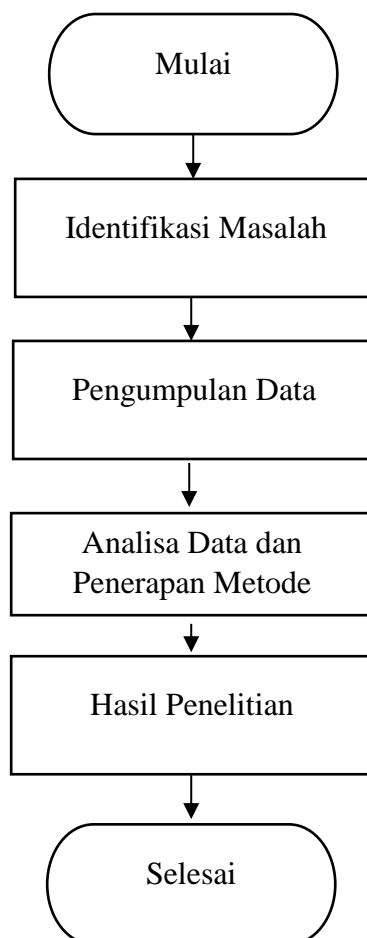 Mulai
Identifikasi Masalah
Pengumpulan Data
Analisa Data dan
Penerapan Metode
Hasil Penelitian
Selesai